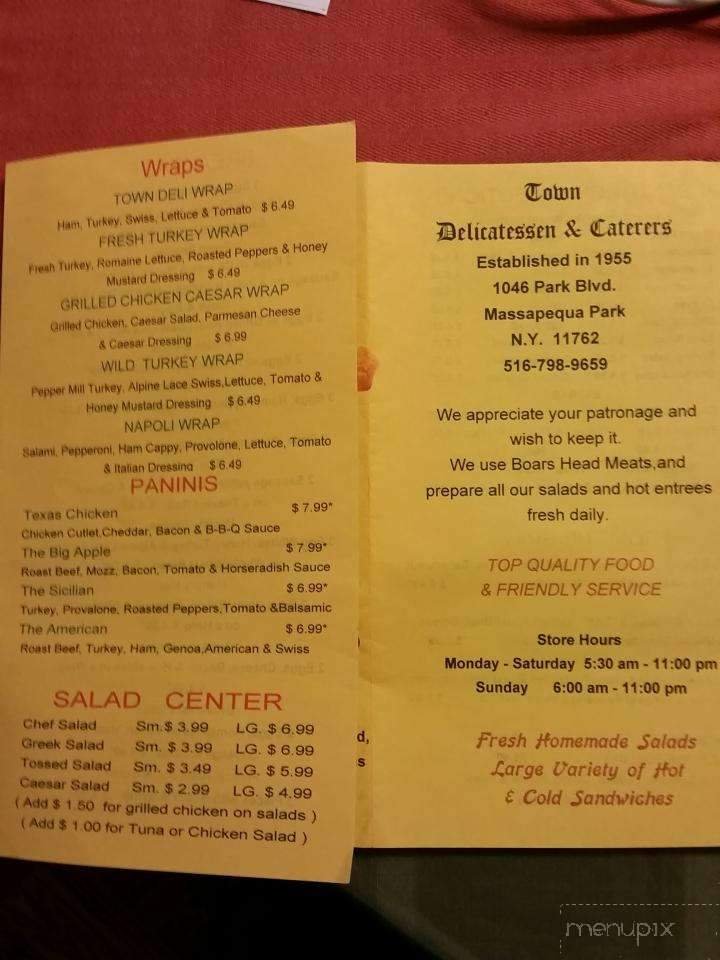 Wraps
TOWN DELI WRAP
Ham, Turkey, Swiss, Lettuce & Tomato $ 6.49
FRESH TURKEY WRAP
Fresh Turkey, Romaine Lettuce, Roasted Peppers & Honey
Mustard Dressing $ 6.49
GRILLED CHICKEN CAESAR WRAP
Grilled Chicken, Caesar Salad, Parmesan Cheese
& Caesar Dressing $ 6.99
WILD TURKEY WRAP
Pepper Mill Turkey, Alpine Lace Swiss,Lettuce, Tomato &
Honey Mustard Dressing $ 6.49
NAPOLI WRAP
Salami, Pepperoni, Ham Cappy, Provolone, Lettuce, Tomato
& Italian Dressing $ 6.49
PANINIS
Texas Chicken $ 7.99*
Chicken Cutlet,Cheddar, Bacon & B-B-Q Sauce
The Big Apple $ 7.99*
Roast Beef, Mozz, Bacon, Tomato & Horseradish Sauce
The Sicilian $ 6.99*
Turkey, Provalone, Roasted Peppers,Tomato &Balsamic
The American $ 6.99*
Roast Beef, Turkey, Ham, Genoa,American & Swiss
SALAD CENTER
Chef Salad Sm.$ 3.99 LG. $ 6.99
Greek Salad Sm. $ 3.99 LG. $ 6.99
Tossed Salad Sm. $ 3.49 LG. $ 5.99
Caesar Salad Sm. $ 2.99 LG. $ 4.99
( Add $ 1.50 for grilled chicken on salads )
( Add $ 1.00 for Tuna or Chicken Salad )
d,
s
Town
Delicatessen & Caterers
Established in 1955
1046 Park Blvd.
Massapequa Park
N.Y. 11762
516-798-9659
We appreciate your patronage and
wish to keep it.
We use Boars Head Meats,and
prepare all our salads and hot entrees
fresh daily.
TOP QUALITY FOOD
& FRIENDLY SERVICE
Store Hours
Monday - Saturday 5:30 am - 11:00 pm
Sunday 6:00 am - 11:00 pm
Fresh Homemade Salads
Large Variety of Hot
& Cold Sandwiches
menupix